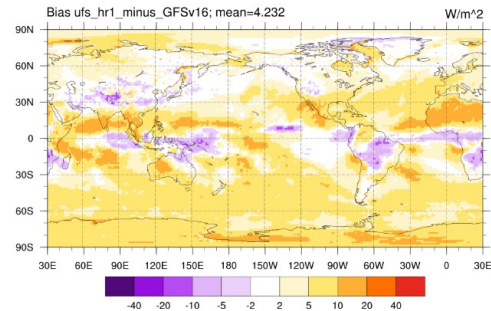 Bias ufs_hr1_minus_GFSv16; mean=4.232 W/m^2
90N
60N
30N
0
30S
60S
90S
30E 60E 90E 120E 150E 180 150W 120W 90W 60W 30W 0 30E
-40 -20 -10 -5 -2 2 5 10 20 40